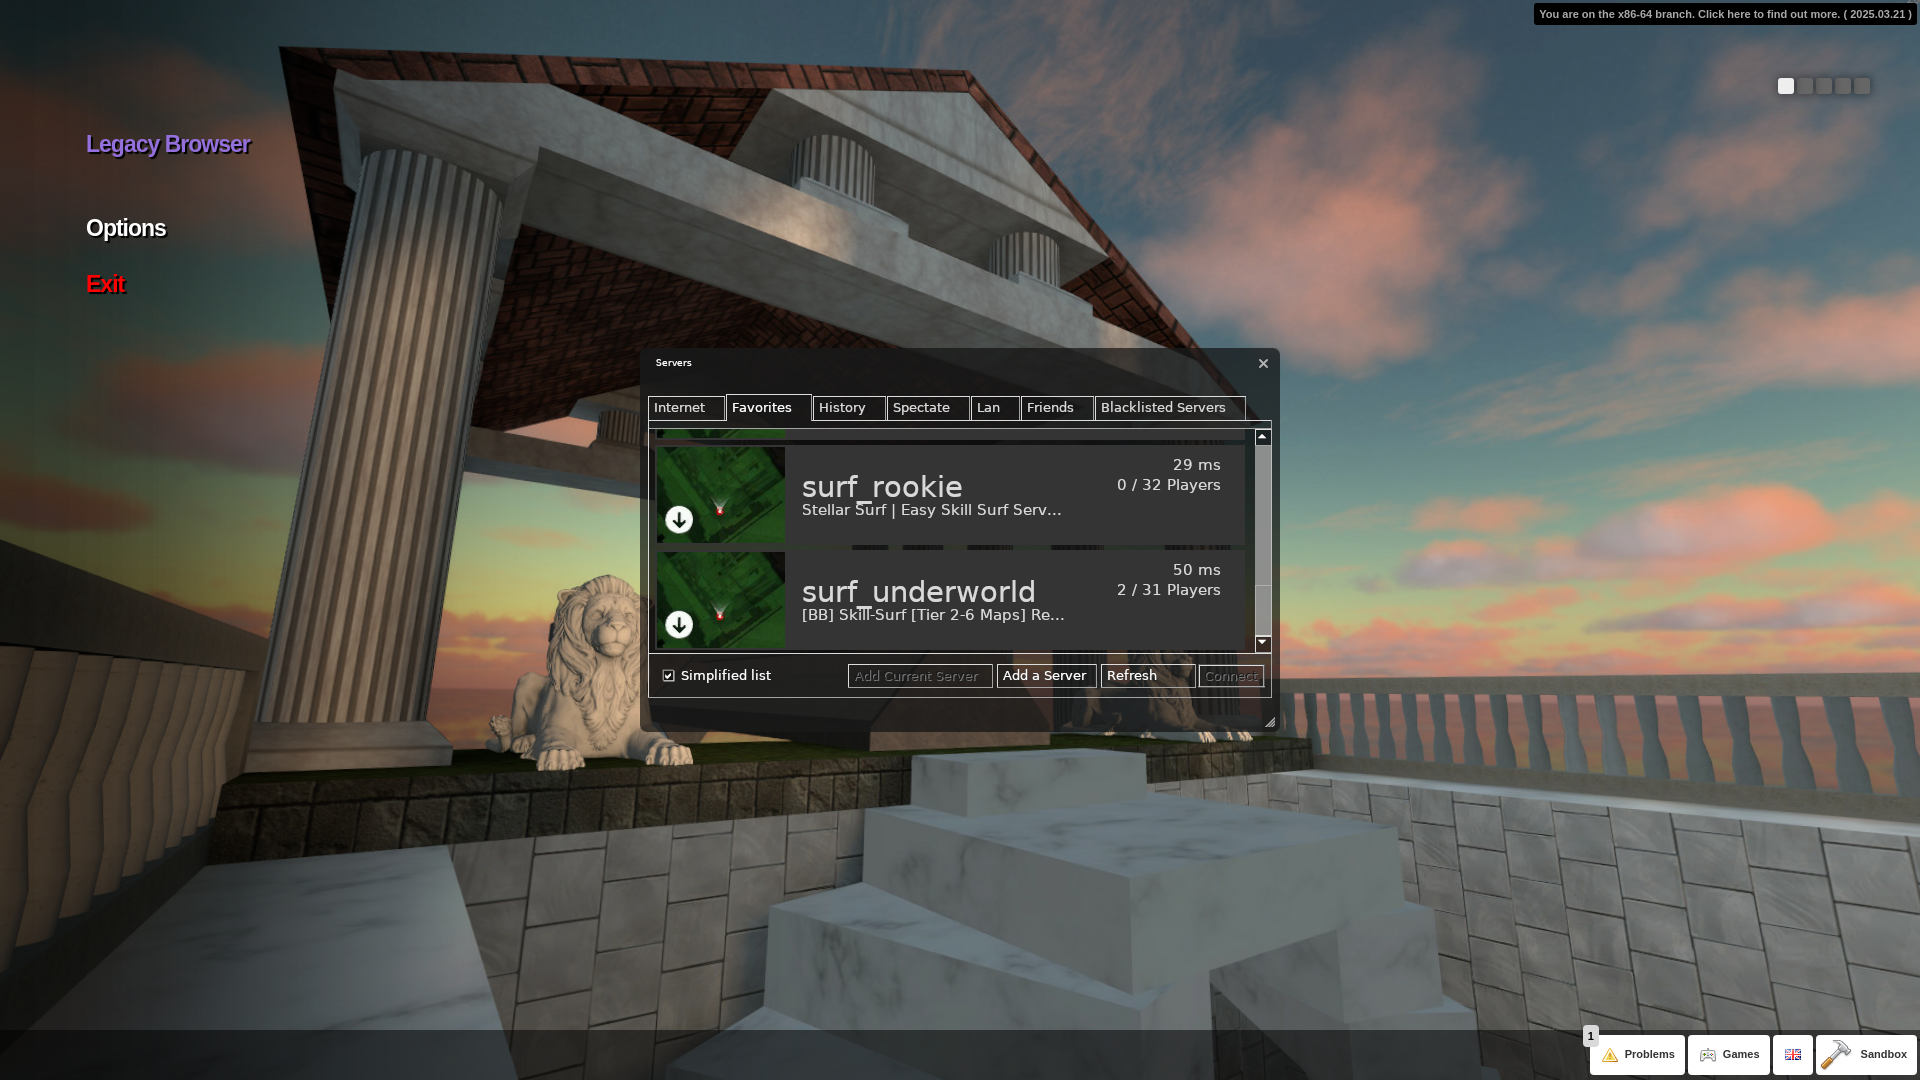 You are on the x86-64 branch. Click here to find out more. ( 2025.03.21 )
Legacy Browser
Options
Exit
Servers
Internet
Favorites
History
Spectate
Lan
Friends
Blacklisted Servers
surf_rookie
Stellar Surf | Easy Skill Surf Serv...
29 ms
0 / 32 Players
surf_underworld
[BB] Skill-Surf [Tier 2-6 Maps] Re...
50 ms
2 / 31 Players
Simplified list
Add Current Server
Add a Server
Refresh
Connect
1
Problems
Games
Sandbox